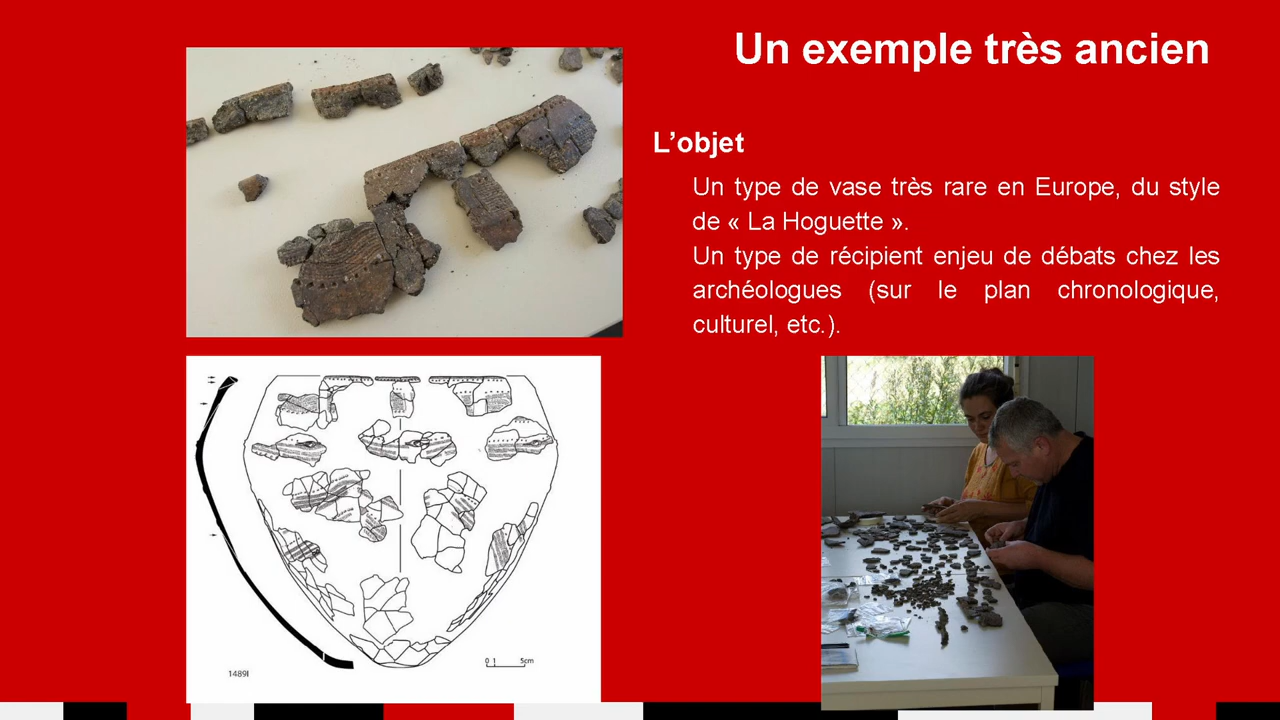 Un exemple très ancien
L’objet
Un type de vase très rare en Europe, du style
de « La Hoguette ».
Un type de récipient enjeu de débats chez les
archéologues (sur le plan chronologique,
culturel, etc.).
0 1 5cm
1489I